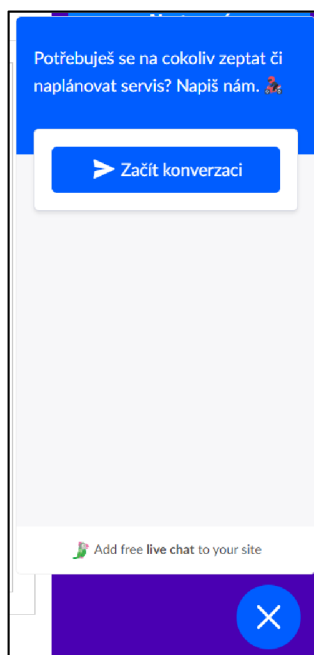 Potřebuješ se na cokoliv zeptat či
naplánovat servis? Napiš nám.
Začít konverzaci
Add free live chat to your site